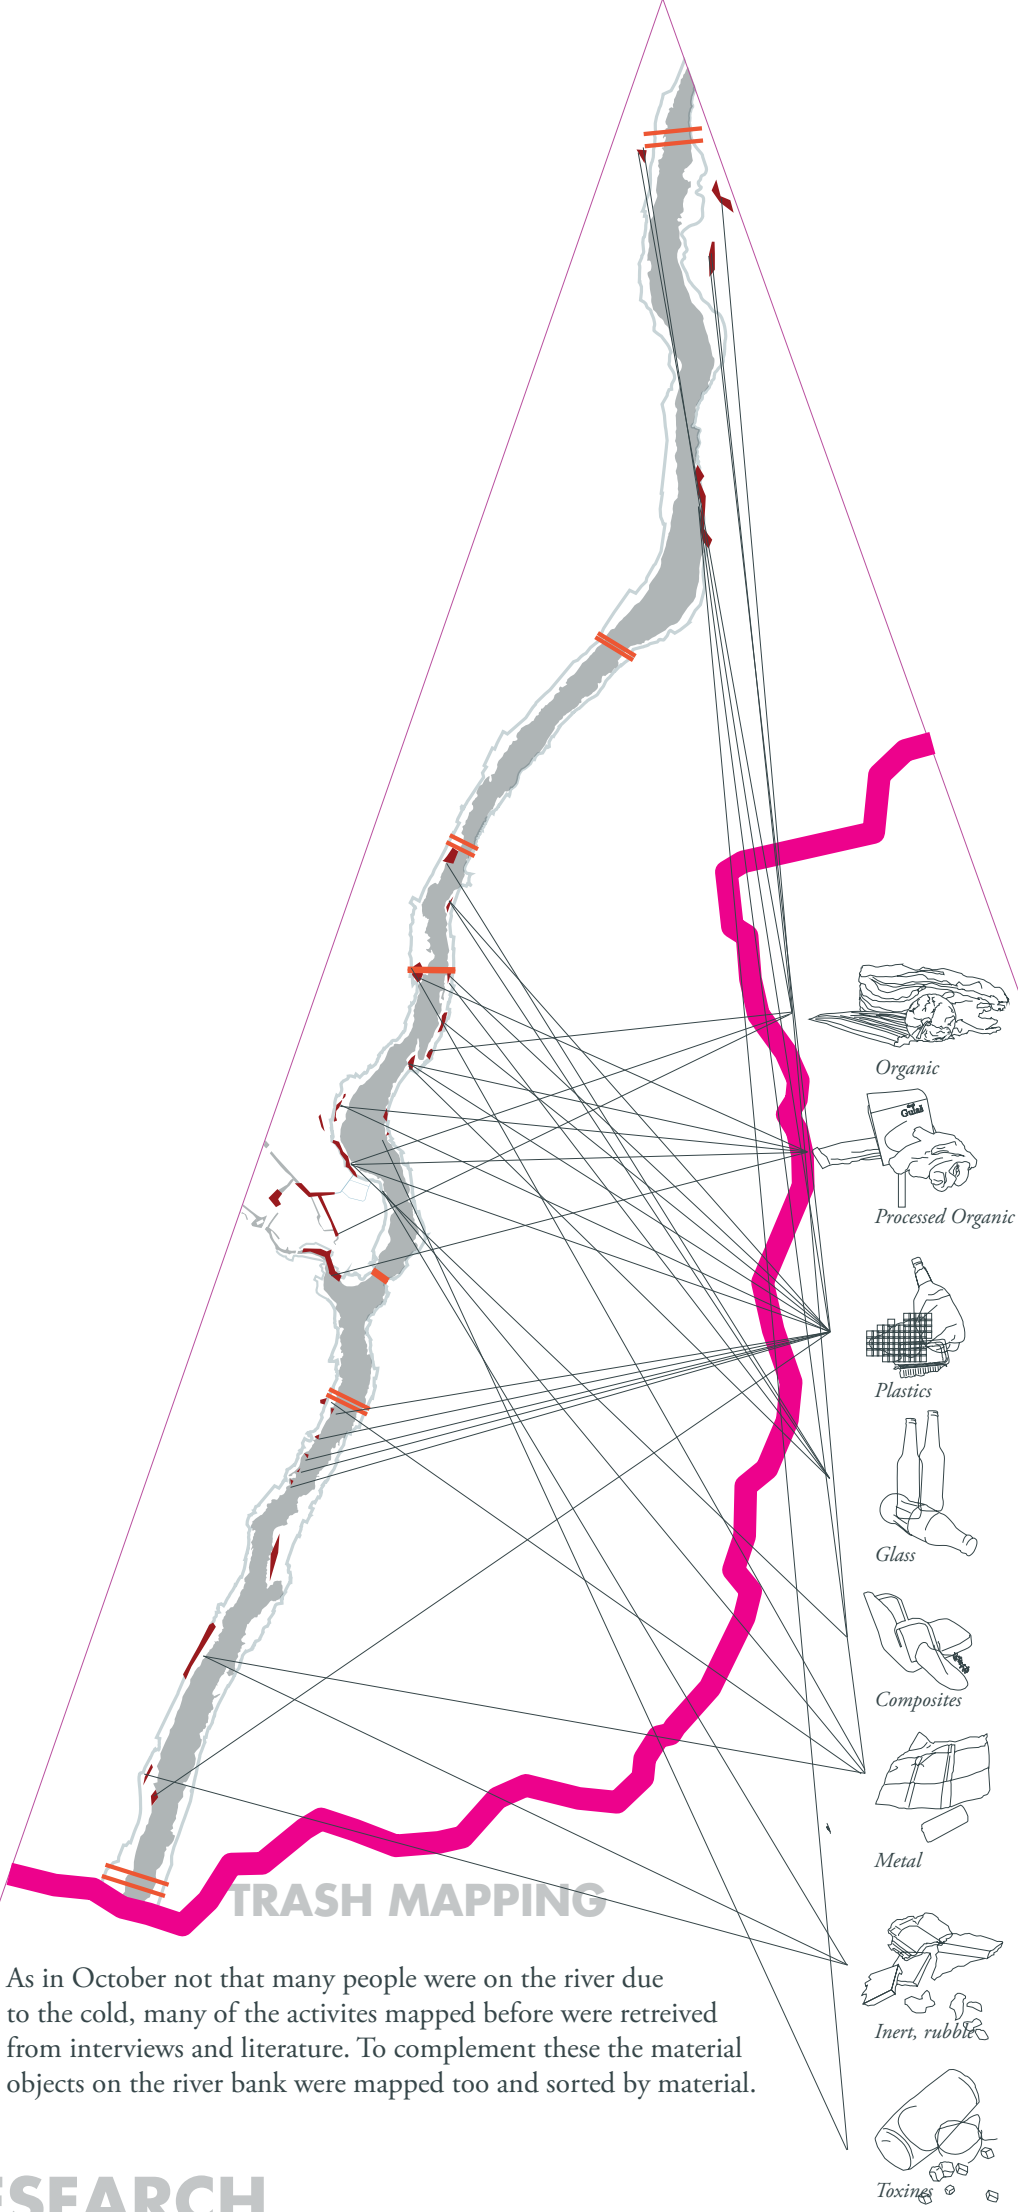 Organic
Gulaš
Processed Organic
Plastics
Glass
Composites
Metal
TRASH MAPPING
As in October not that many people were on the river due
to the cold, many of the activites mapped before were retreived
from interviews and literature. To complement these the material
objects on the river bank were mapped too and sorted by material.
Inert, rubble
Toxines
ESEARCH